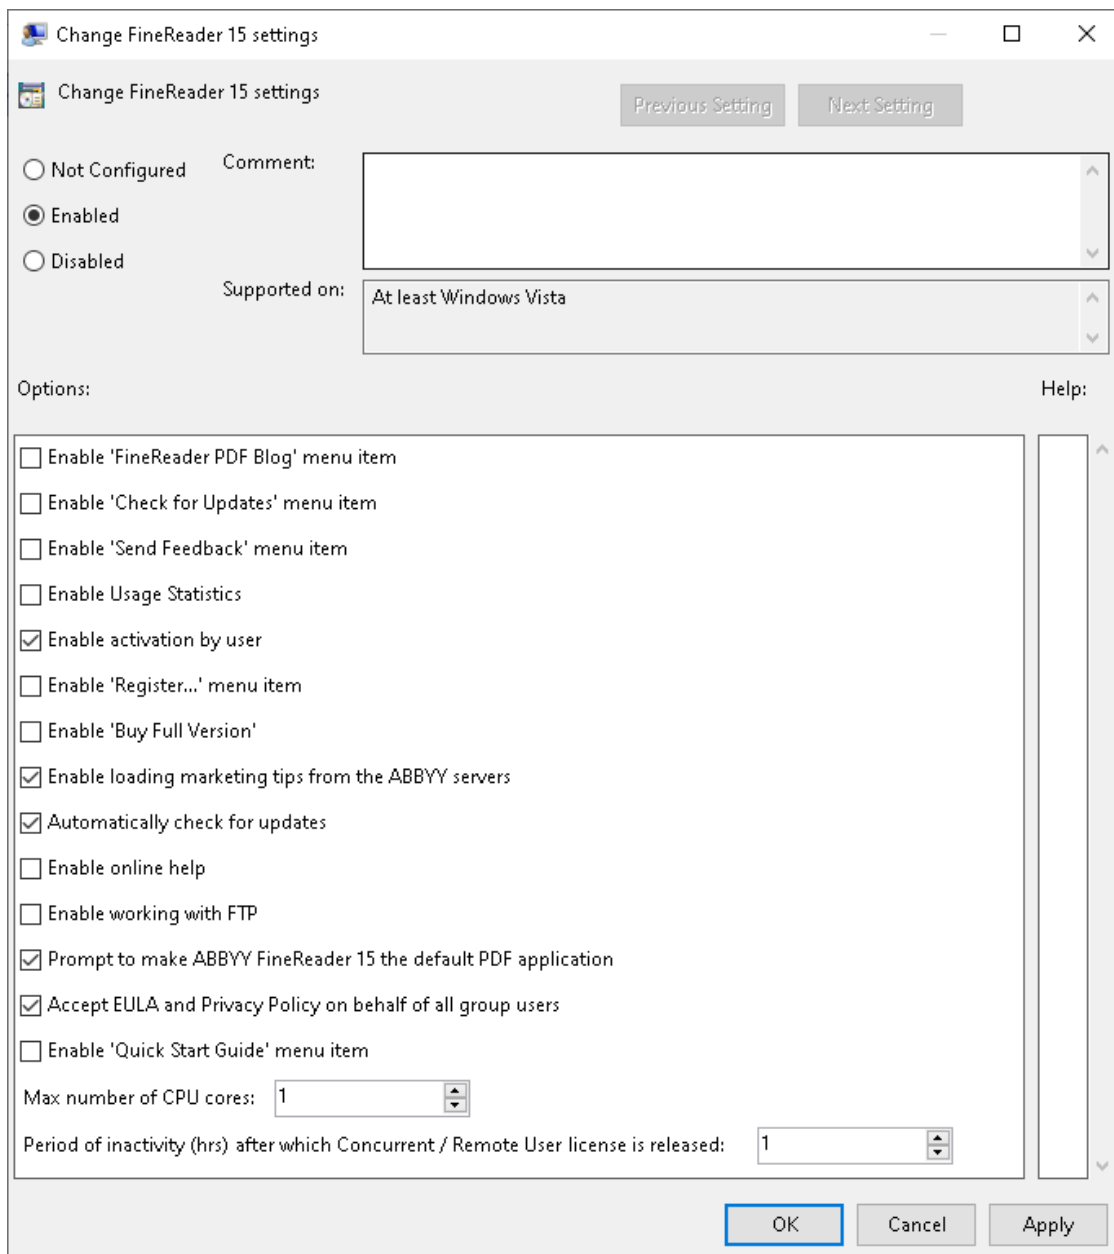 Change FineReader 15 settings
Change FineReader 15 settings
Previous Setting
Next Setting
Not Configured
Comment:
Enabled
Disabled
Supported on:
At least Windows Vista
Options:
Help:
Enable 'FineReader PDF Blog' menu item
Enable 'Check for Updates' menu item
Enable 'Send Feedback' menu item
Enable Usage Statistics
Enable activation by user
Enable 'Register...' menu item
Enable 'Buy Full Version'
Enable loading marketing tips from the ABBYY servers
Automatically check for updates
Enable online help
Enable working with FTP
Prompt to make ABBYY FineReader 15 the default PDF application
Accept EULA and Privacy Policy on behalf of all group users
Enable 'Quick Start Guide' menu item
Max number of CPU cores: 1
Period of inactivity (hrs) after which Concurrent / Remote User license is released: 1
OK
Cancel
Apply